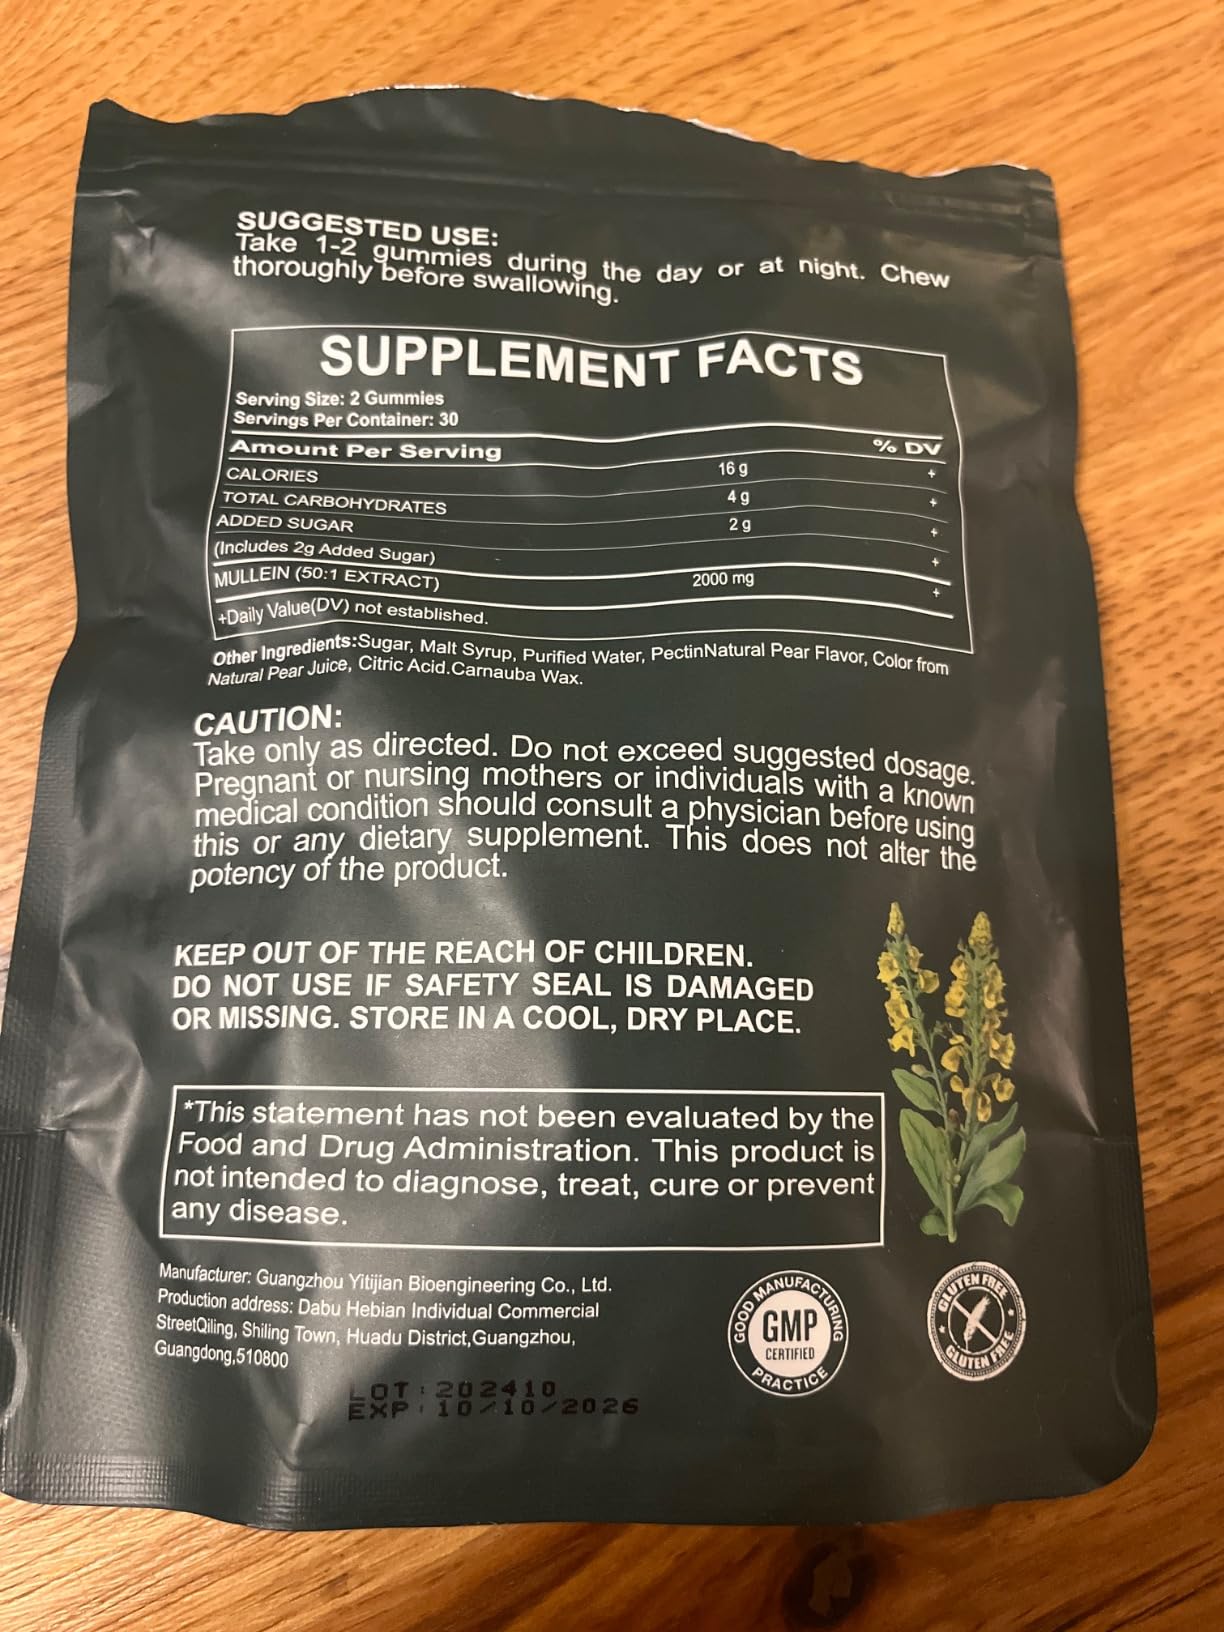 SUGGESTED USE:
Take 1-2 gummies during the day or at night. Chew
thoroughly before swallowing.
SUPPLEMENT FACTS
Serving Size: 2 Gummies
Servings Per Container: 30
Amount Per Serving % DV
CALORIES 16 g +
TOTAL CARBOHYDRATES 4 g +
ADDED SUGAR 2 g +
(Includes 2g Added Sugar) +
MULLEIN (50:1 EXTRACT) 2000 mg +
+Daily Value(DV) not established.
Other Ingredients:Sugar, Malt Syrup, Purified Water, PectinNatural Pear Flavor, Color from
Natural Pear Juice, Citric Acid.Carnauba Wax.
CAUTION:
Take only as directed. Do not exceed suggested dosage.
Pregnant or nursing mothers or individuals with a known
medical condition should consult a physician before using
this or any dietary supplement. This does not alter the
potency of the product.
KEEP OUT OF THE REACH OF CHILDREN.
DO NOT USE IF SAFETY SEAL IS DAMAGED
OR MISSING. STORE IN A COOL, DRY PLACE.
*This statement has not been evaluated by the
Food and Drug Administration. This product is
not intended to diagnose, treat, cure or prevent
any disease.
Manufacturer: Guangzhou Yitijian Bioengineering Co., Ltd.
Production address: Dabu Hebian Individual Commercial
StreetQiling, Shiling Town, Huadu District,Guangzhou,
Guangdong,510800
GOOD MANUFACTURING
GMP
CERTIFIED
PRACTICE
GLUTEN FREE
GLUTEN FREE
LOT: 202410
EXP: 10/10/2026